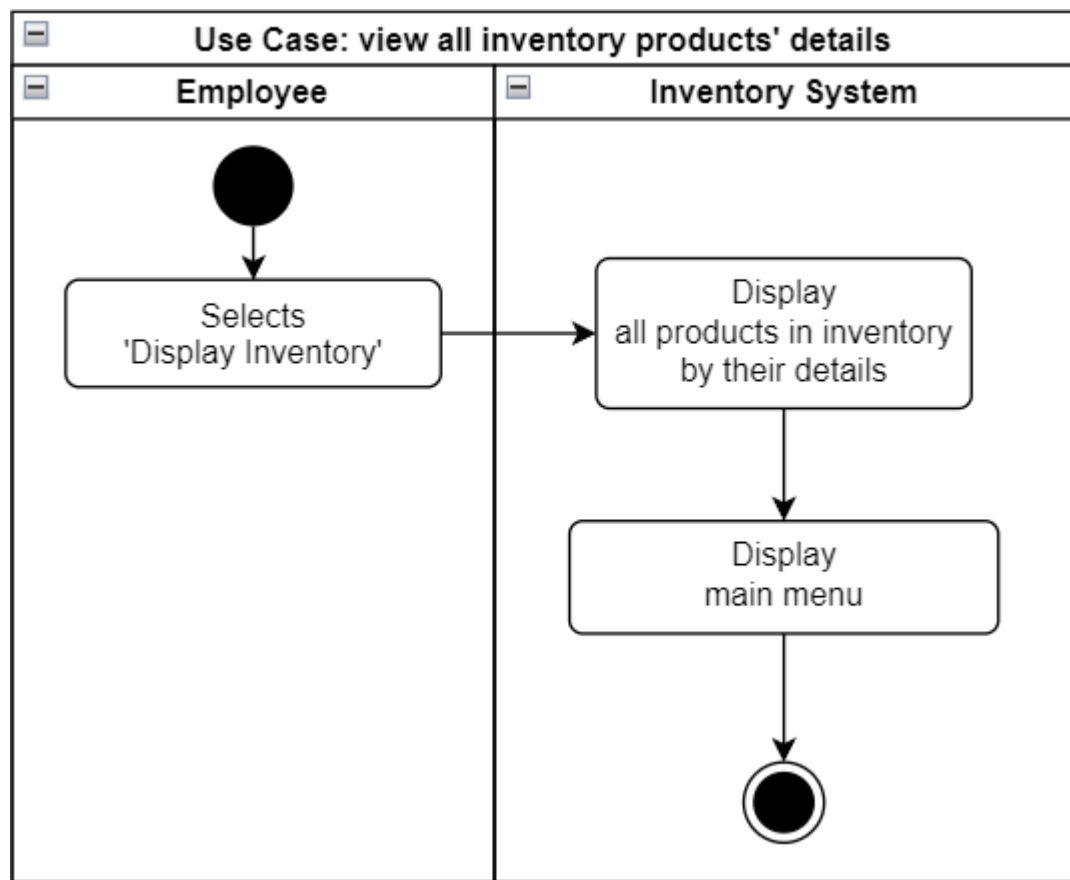 Use Case: view all inventory products' details
Employee
Inventory System
Selects
'Display Inventory'
Display
all products in inventory
by their details
Display
main menu